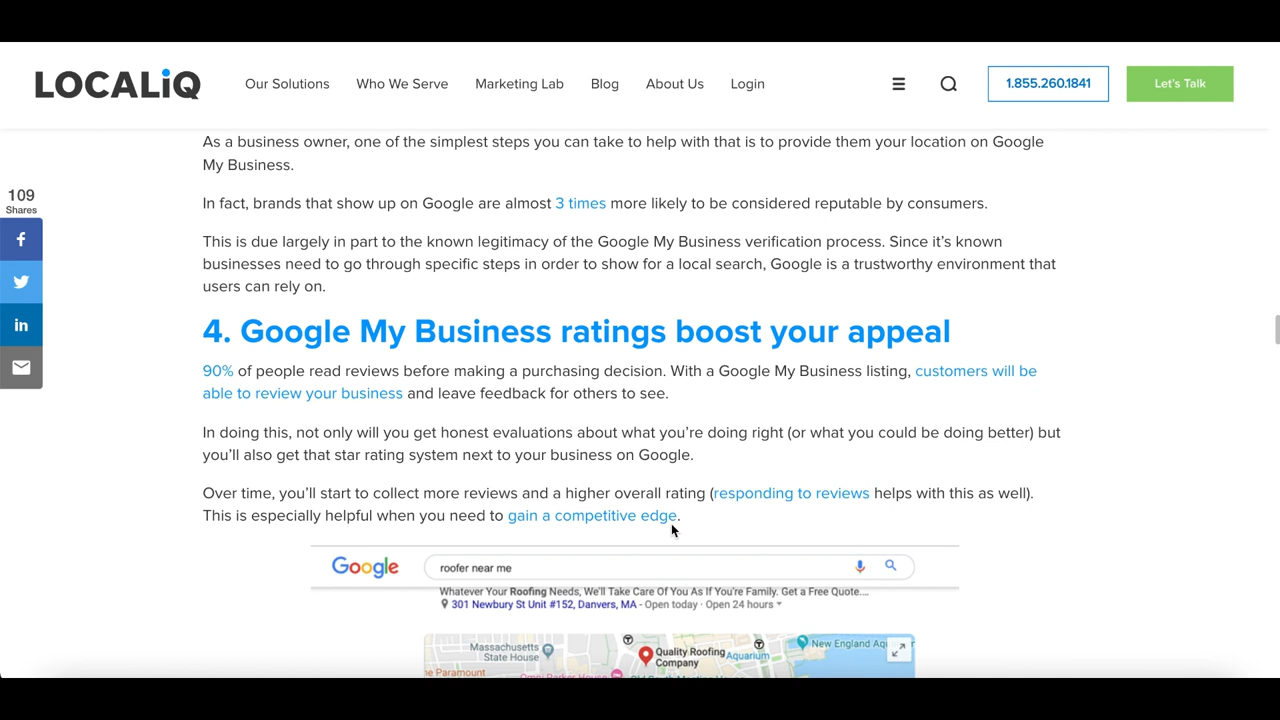 LOCALiQ
Our Solutions Who We Serve Marketing Lab Blog About Us Login 1.855.260.1841 Let's Talk
As a business owner, one of the simplest steps you can take to help with that is to provide them your location on Google
My Business.
109
Shares
In fact, brands that show up on Google are almost 3 times more likely to be considered reputable by consumers.
This is due largely in part to the known legitimacy of the Google My Business verification process. Since it's known
businesses need to go through specific steps in order to show for a local search, Google is a trustworthy environment that
users can rely on.
4. Google My Business ratings boost your appeal
90% of people read reviews before making a purchasing decision. With a Google My Business listing, customers will be
able to review your business and leave feedback for others to see.
In doing this, not only will you get honest evaluations about what you're doing right (or what you could be doing better) but
you'll also get that star rating system next to your business on Google.
Over time, you'll start to collect more reviews and a higher overall rating (responding to reviews helps with this as well).
This is especially helpful when you need to gain a competitive edge.
Google roofer near me
Whatever Your Roofing Needs, We'll Take Care Of You As If You're Family. Get a Free Quote....
301 Newbury St Unit #152, Danvers, MA - Open today · Open 24 hours
Massachusetts
State House
Quality Roofing
Company
Aquarium
New England Aqu
e Paramount